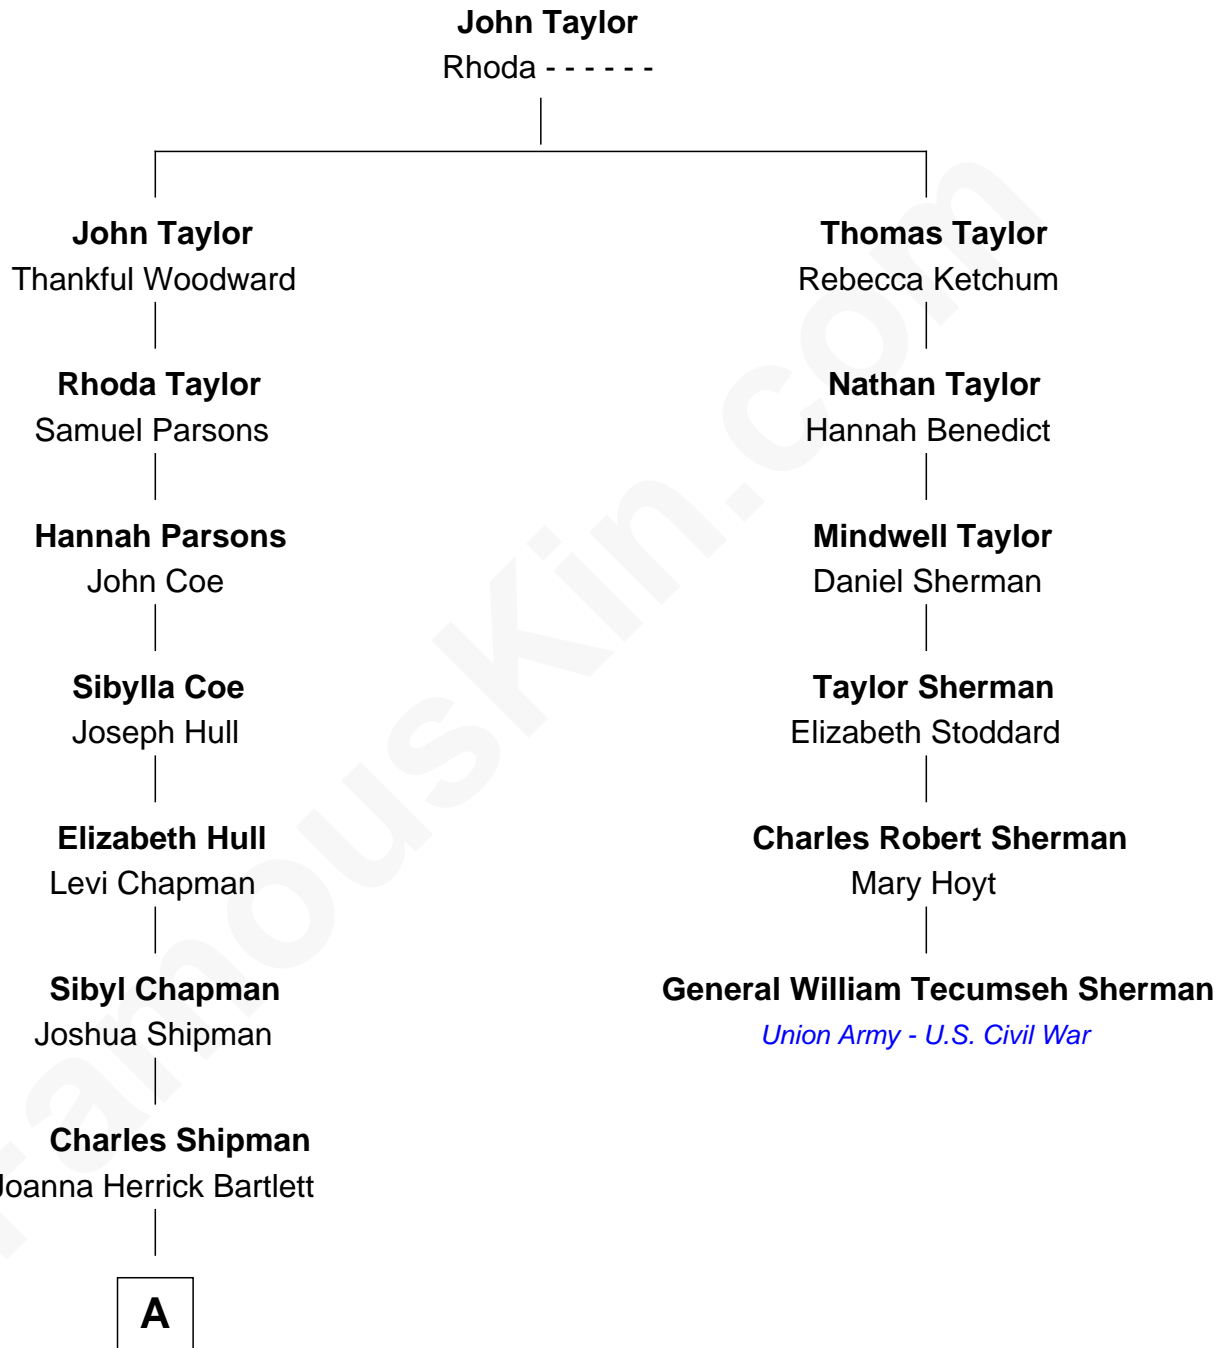 John Taylor
Rhoda - - - - - -
John Taylor
Thankful Woodward
Thomas Taylor
Rebecca Ketchum
Rhoda Taylor
Samuel Parsons
Nathan Taylor
Hannah Benedict
Hannah Parsons
John Coe
Mindwell Taylor
Daniel Sherman
Sibylla Coe
Joseph Hull
Taylor Sherman
Elizabeth Stoddard
Elizabeth Hull
Levi Chapman
Charles Robert Sherman
Mary Hoyt
Sibyl Chapman
Joshua Shipman
General William Tecumseh Sherman
Union Army - U.S. Civil War
Charles Shipman
Joanna Herrick Bartlett
A
FamousKin.com